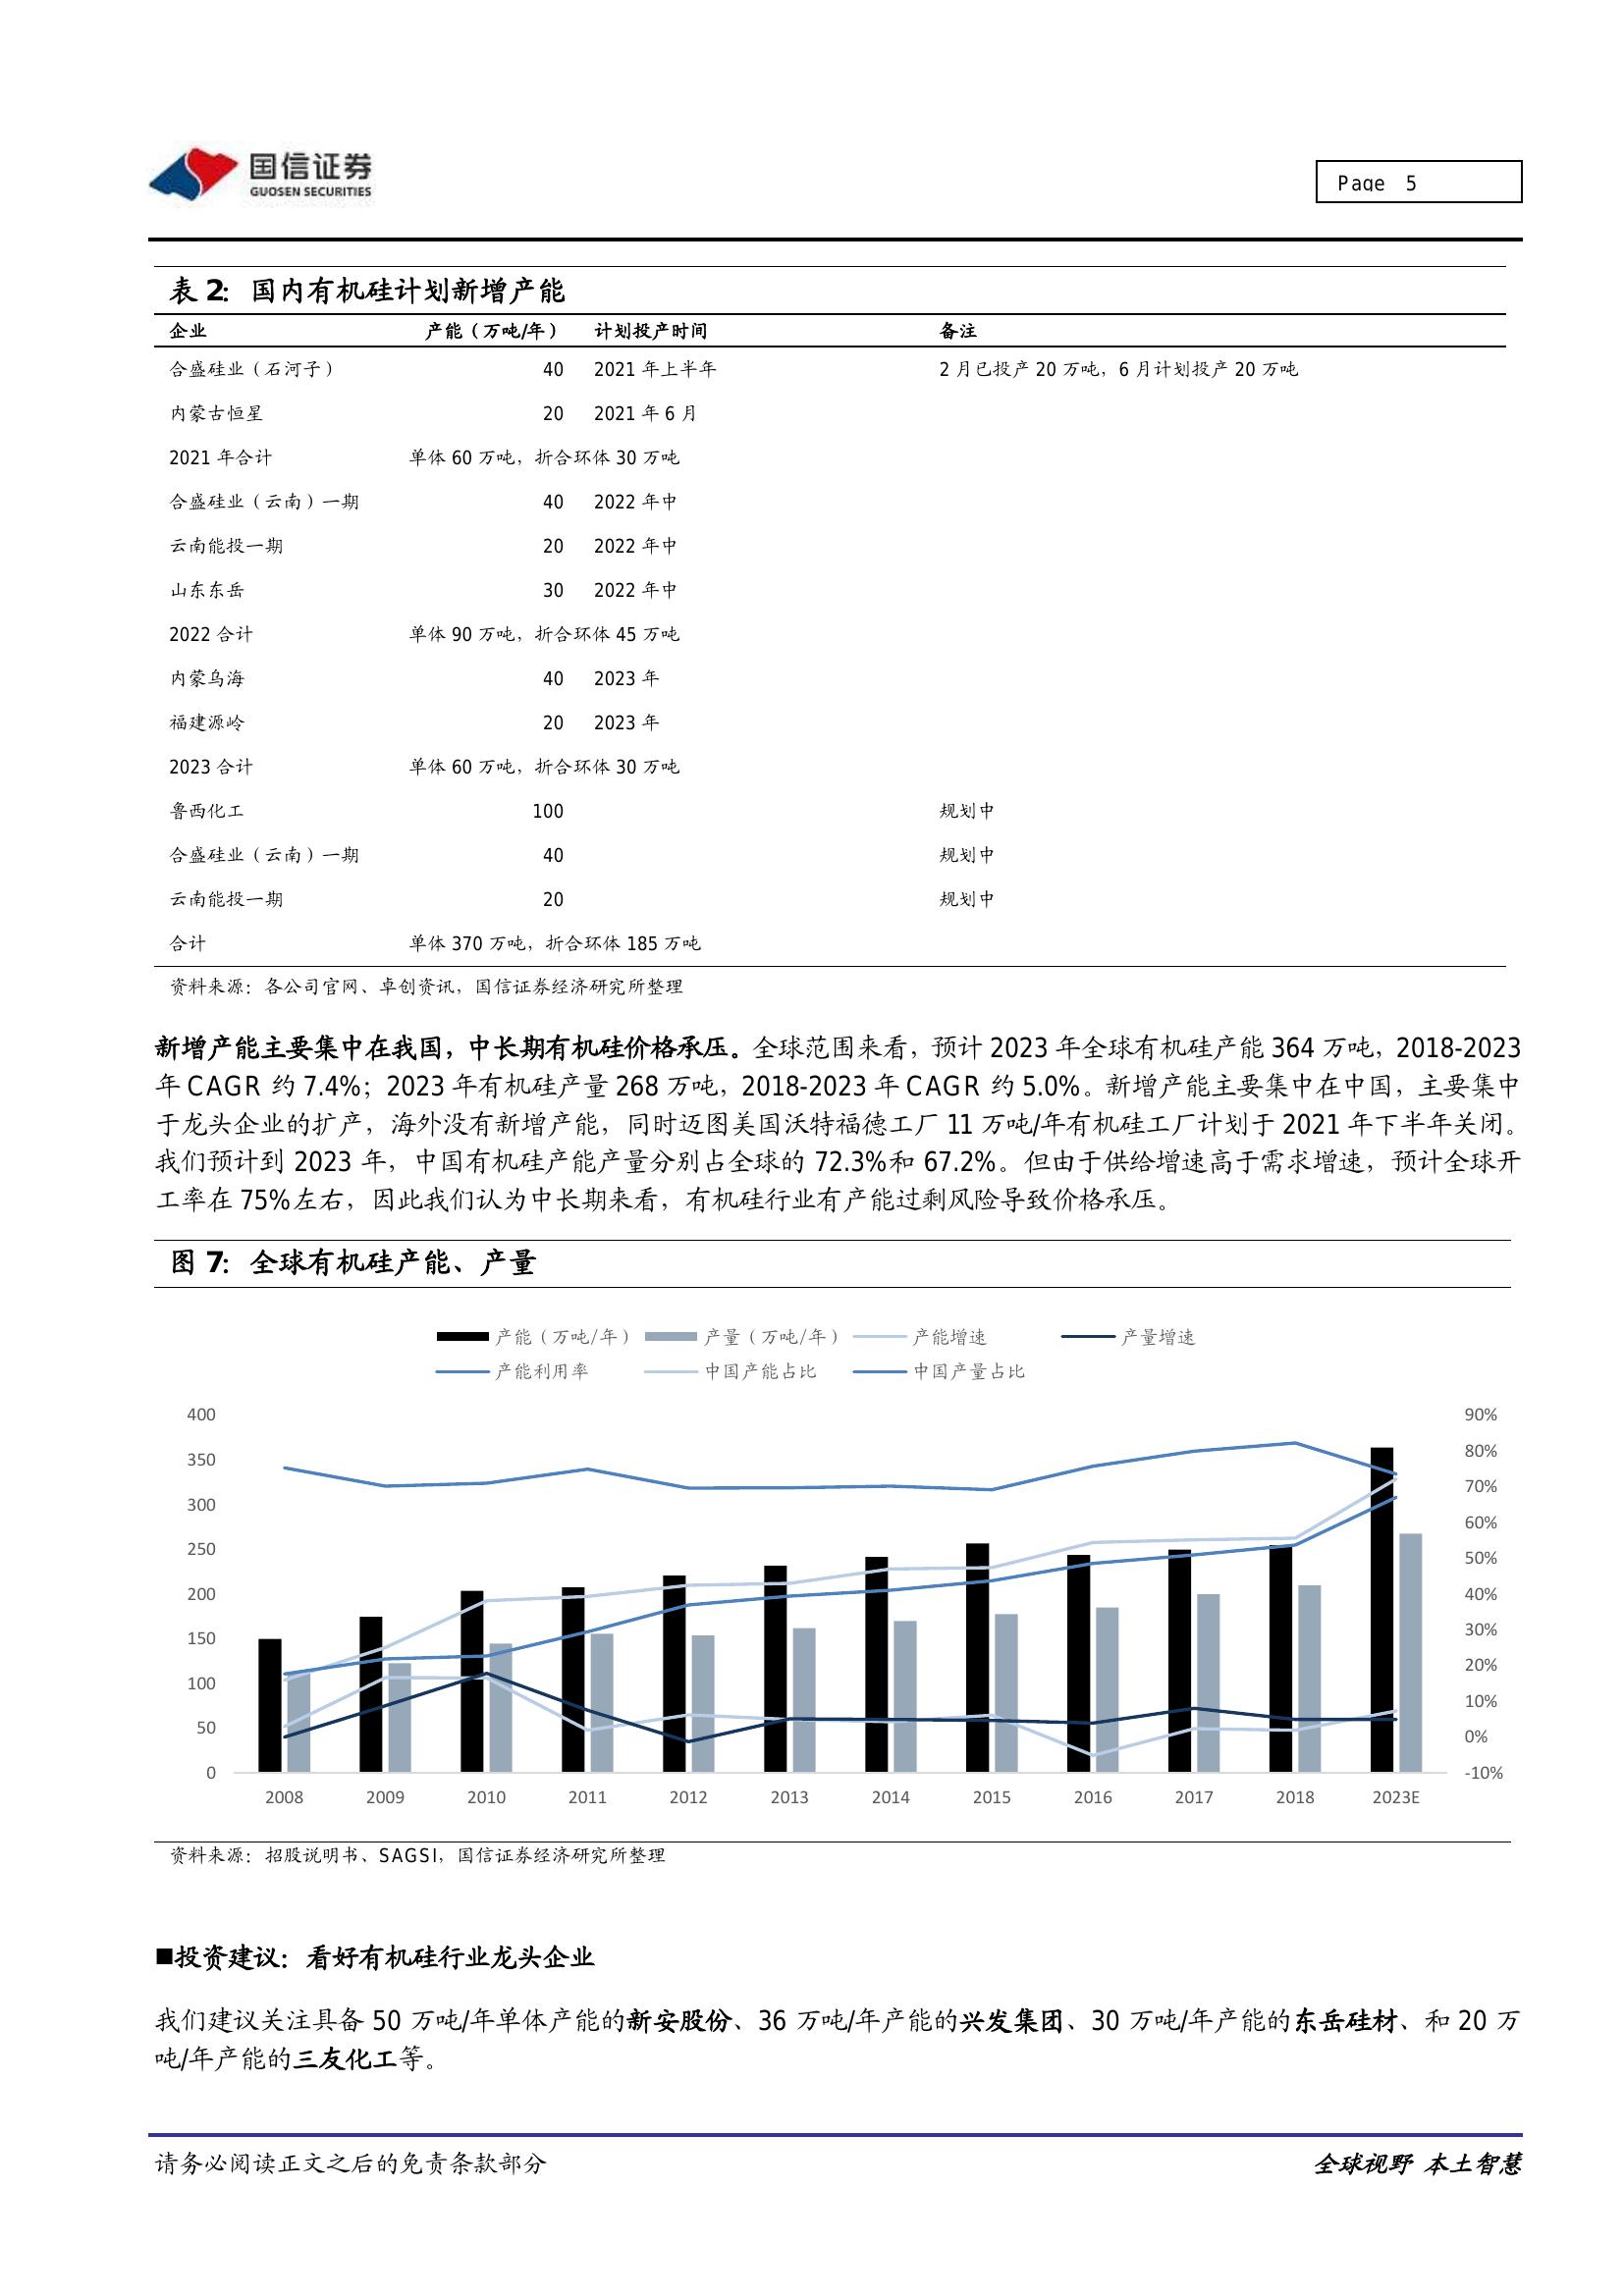 国信证券
GUOSEN SECURITIES
Page 5
表 2：国内有机硅计划新增产能
企业 产能（万吨/年） 计划投产时间 备注
合盛硅业（石河子） 40 2021 年上半年 2 月已投产 20 万吨，6 月计划投产 20 万吨
内蒙古恒星 20 2021 年 6 月
2021 年合计 单体 60 万吨，折合环体 30 万吨
合盛硅业（云南）一期 40 2022 年中
云南能投一期 20 2022 年中
山东东岳 30 2022 年中
2022 合计 单体 90 万吨，折合环体 45 万吨
内蒙乌海 40 2023 年
福建源岭 20 2023 年
2023 合计 单体 60 万吨，折合环体 30 万吨
鲁西化工 100 规划中
合盛硅业（云南）一期 40 规划中
云南能投一期 20 规划中
合计 单体 370 万吨，折合环体 185 万吨
资料来源：各公司官网、卓创资讯，国信证券经济研究所整理
新增产能主要集中在我国，中长期有机硅价格承压。全球范围来看，预计 2023 年全球有机硅产能 364 万吨，2018-2023
年 CAGR 约 7.4%；2023 年有机硅产量 268 万吨，2018-2023 年 CAGR 约 5.0%。新增产能主要集中在中国，主要集中
于龙头企业的扩产，海外没有新增产能，同时迈图美国沃特福德工厂 11 万吨/年有机硅工厂计划于 2021 年下半年关闭。
我们预计到 2023 年，中国有机硅产能产量分别占全球的 72.3%和 67.2%。但由于供给增速高于需求增速，预计全球开
工率在 75%左右，因此我们认为中长期来看，有机硅行业有产能过剩风险导致价格承压。
图 7：全球有机硅产能、产量
产能（万吨/年） 产量（万吨/年） 产能增速 产量增速
产能利用率 中国产能占比 中国产量占比
400 90%
350 80%
300 70%
250 60%
200 50%
150 40%
100 30%
50 20%
0 10%
0%
-10%
2008 2009 2010 2011 2012 2013 2014 2015 2016 2017 2018 2023E
资料来源：招股说明书、SAGSI，国信证券经济研究所整理
■投资建议：看好有机硅行业龙头企业
我们建议关注具备 50 万吨/年单体产能的新安股份、36 万吨/年产能的兴发集团、30 万吨/年产能的东岳硅材、和 20 万
吨/年产能的三友化工等。
请务必阅读正文之后的免责条款部分 全球视野 本土智慧